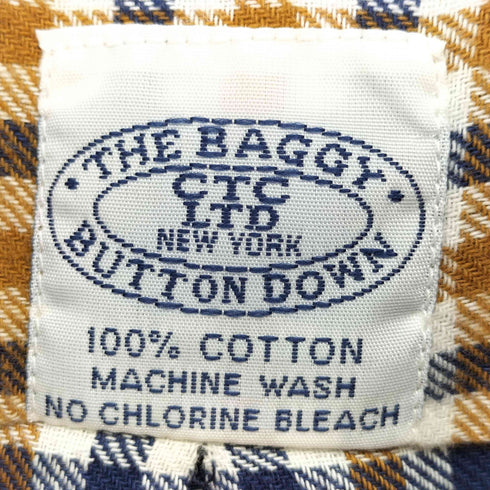 · THE BAGGY ·
CTC
LTD
NEW YORK
BUTTON DOWN
100% COTTON
MACHINE WASH
NO CHLORINE BLEACH